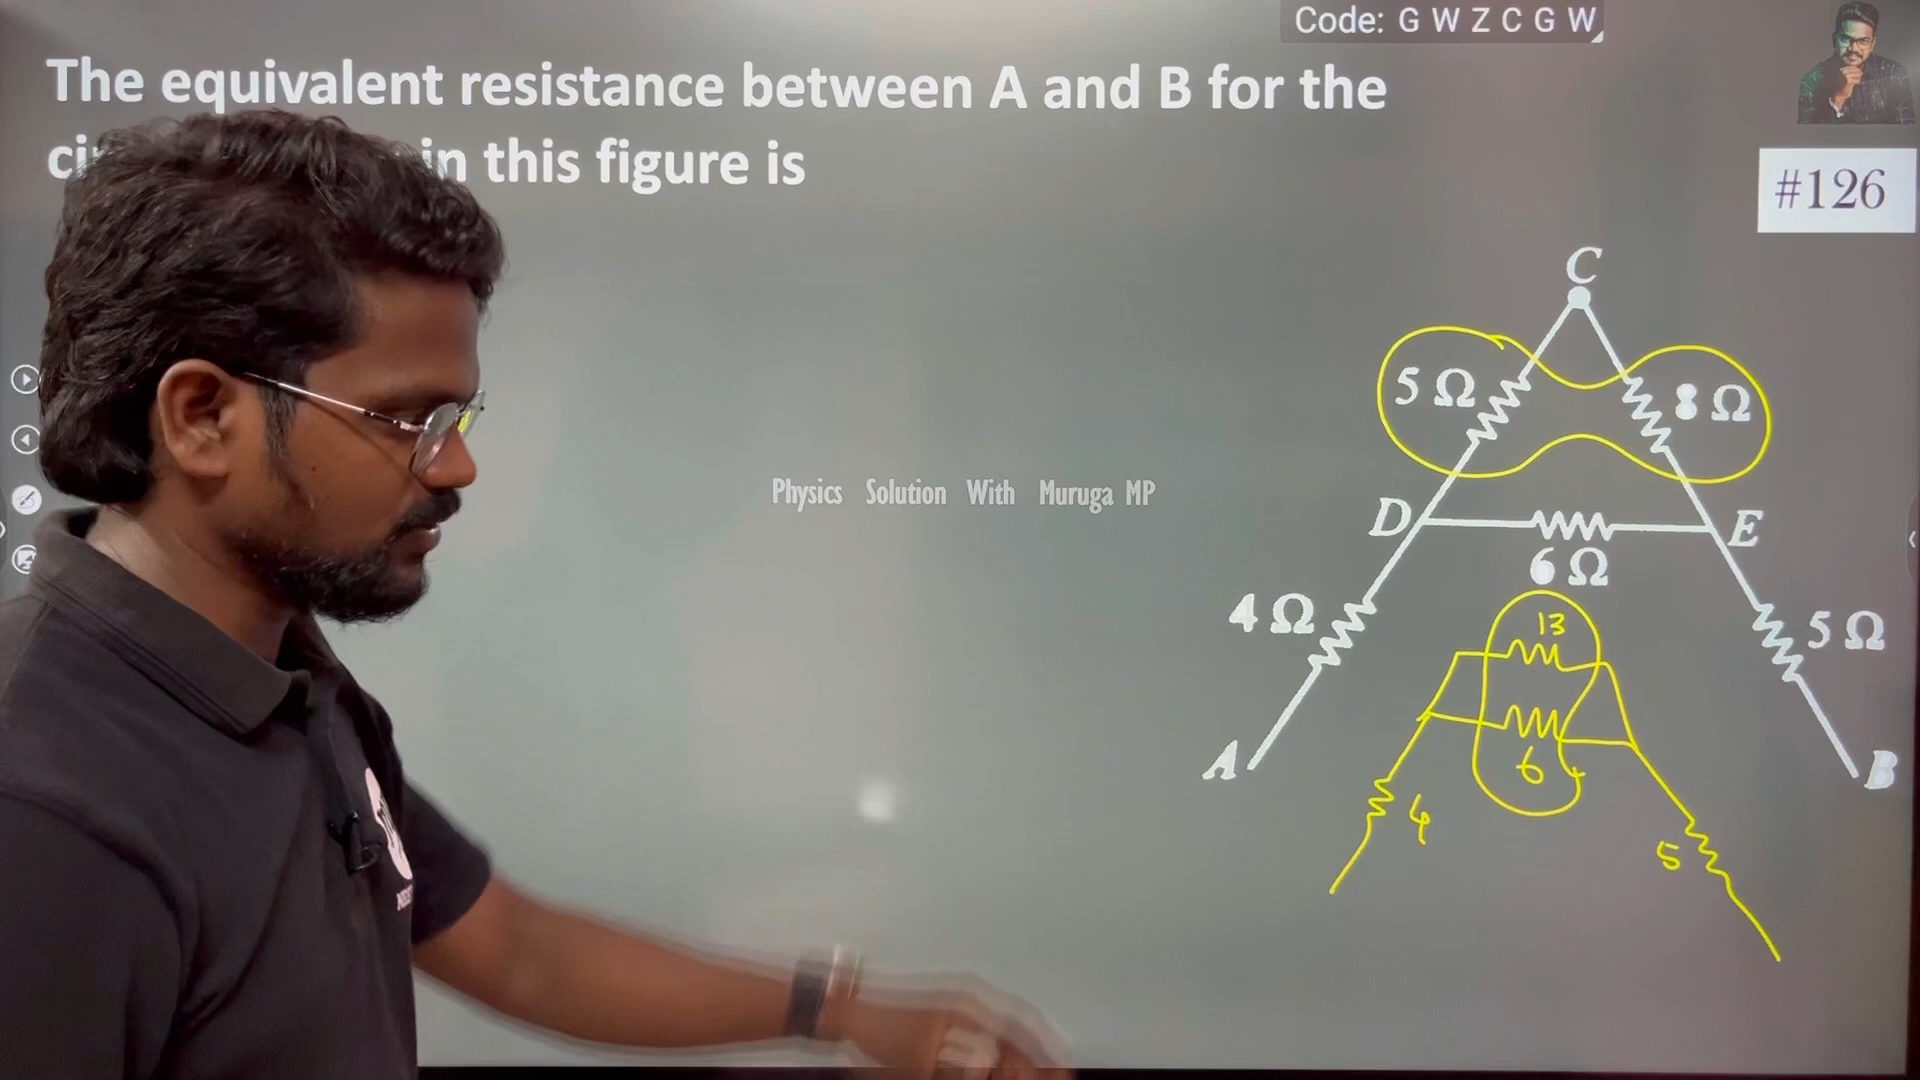 Code: G W Z C G W
The equivalent resistance between A and B for the
in this figure is
#126
C
5 Ω
8 Ω
Physics Solution With Muruga MP
D
E
6 Ω
4 Ω
5 Ω
13
6
A
B
4
5